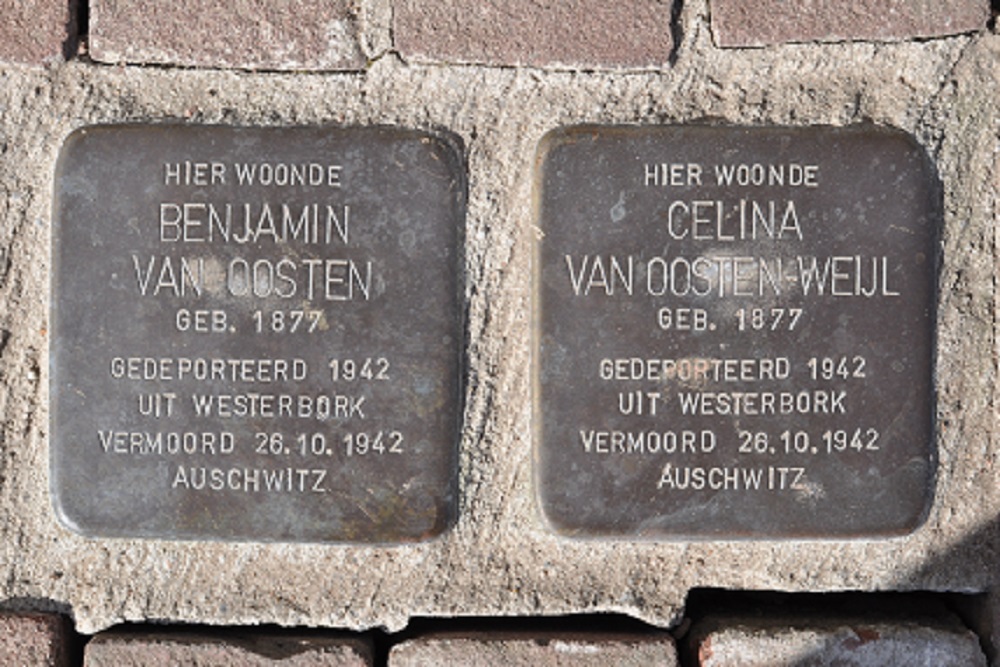 HIER WOONDE
BENJAMIN
VAN OOSTEN
GEB. 1877
GEDEPORTEERD 1942
UIT WESTERBORK
VERMOORD 26.10.1942
AUSCHWITZ
HIER WOONDE
CELINA
VAN OOSTEN-WEIJL
GEB. 1877
GEDEPORTEERD 1942
UIT WESTERBORK
VERMOORD 26.10.1942
AUSCHWITZ